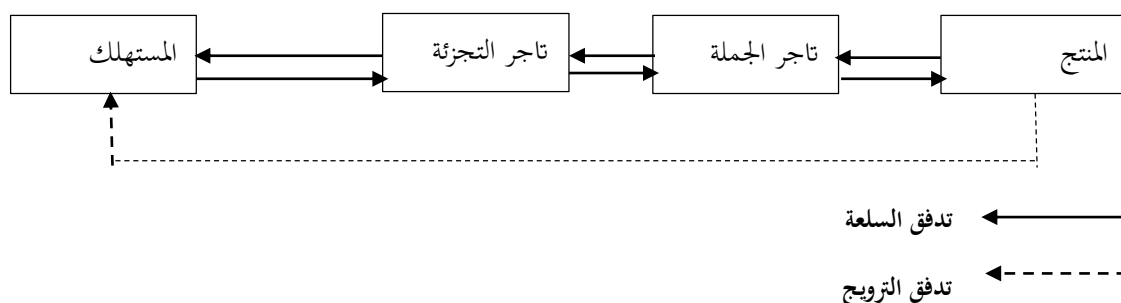 المنتج
تاجر الجملة
تاجر التجزئة
المستهلك
تدفق السلعة
تدفق الترويج